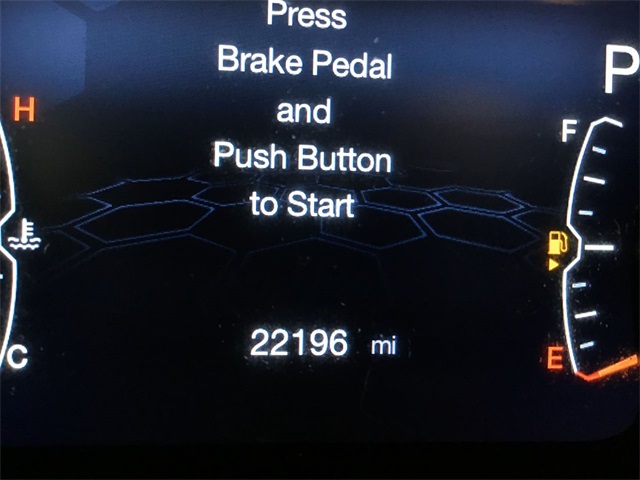 Press
Brake Pedal
and
Push Button
to Start
P
H
F
22196 mi
C
E